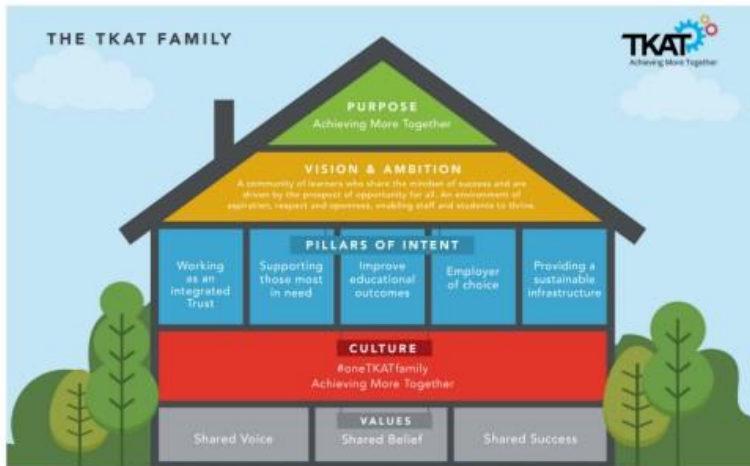 THE TKAT FAMILY
TKAT
Achieving More Together
PURPOSE
Achieving More Together
VISION & AMBITION
A community of learners who share the mindset of success and are
driven by the prospect of opportunity for all. An environment of
aspiration, respect and openness, enabling staff and students to thrive.
PILLARS OF INTENT
Working
as an
integrated
Trust
Supporting
those most
in need
Improve
educational
outcomes
Employer
of choice
Providing a
sustainable
infrastructure
CULTURE
#oneTKATfamily
Achieving More Together
VALUES
Shared Voice
Shared Belief
Shared Success